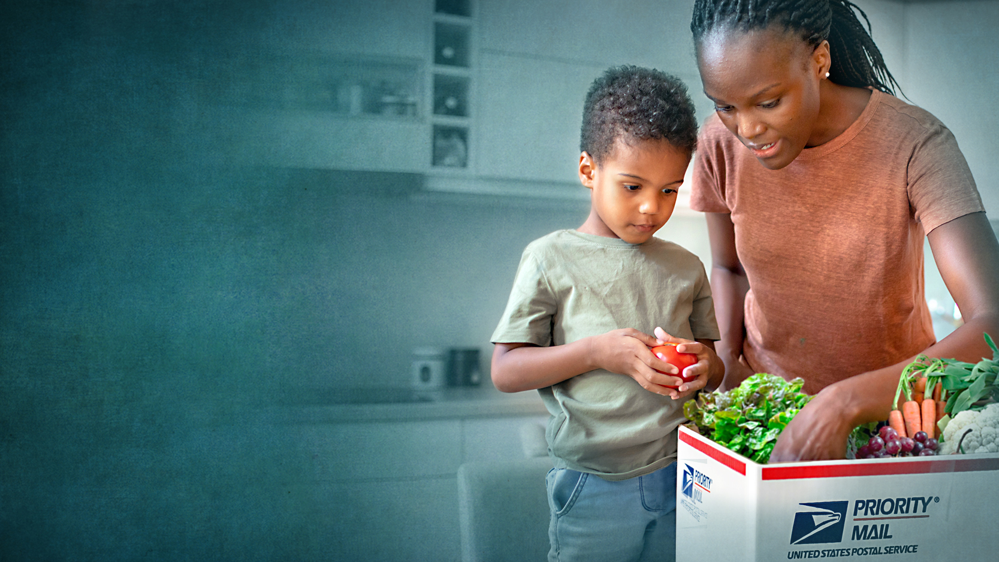 PRIORITY
MAIL
PRIORITY®
MAIL
UNITED STATES POSTAL SERVICE